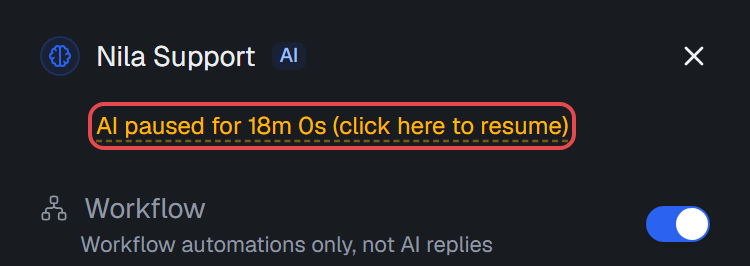 Nila Support AI
AI paused for 18m 0s (click here to resume)
Workflow
Workflow automations only, not AI replies